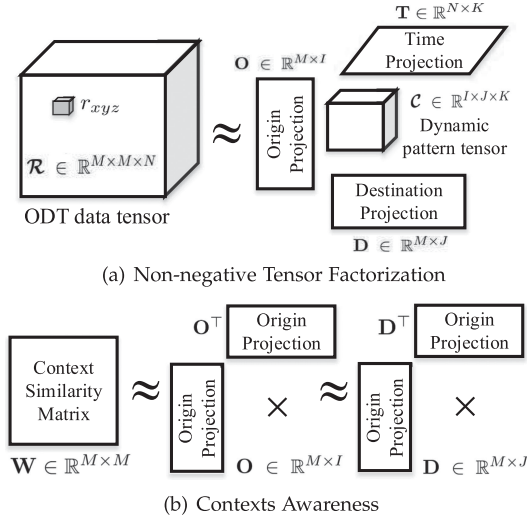 T ∈ ℝ^{N×K}
Time
Projection
O ∈ ℝ^{M×I}
r_{xyz}
𝓡 ∈ ℝ^{M×M×N}
ODT data tensor
≈
Origin
Projection
𝓒 ∈ ℝ^{I×J×K}
Dynamic
pattern tensor
Destination
Projection
D ∈ ℝ^{M×J}
(a) Non-negative Tensor Factorization
Context
Similarity
Matrix
W ∈ ℝ^{M×M}
≈
O^⊤
Origin
Projection
Origin
Projection
×
O ∈ ℝ^{M×I}
≈
D^⊤
Origin
Projection
Origin
Projection
×
D ∈ ℝ^{M×J}
(b) Contexts Awareness